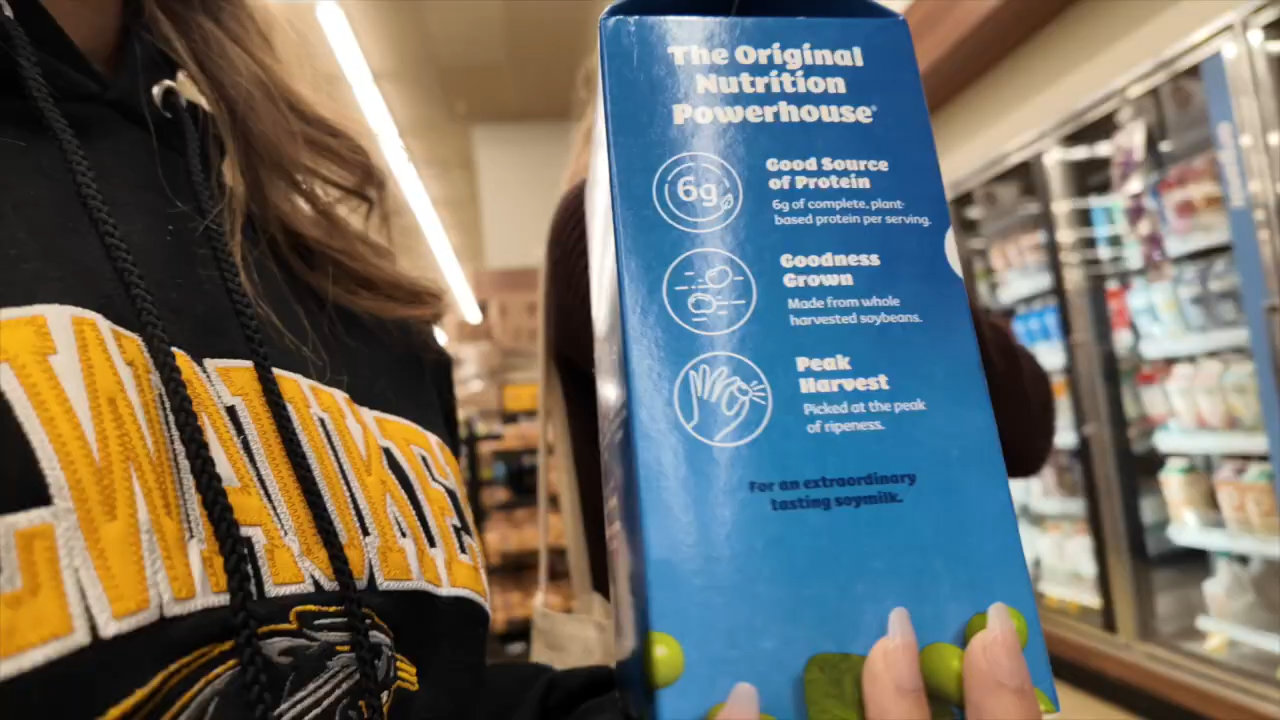 The Original
Nutrition
Powerhouse®
6g
Good Source
of Protein
6g of complete, plant-
based protein per serving.
Goodness
Grown
Made from whole
harvested soybeans.
Peak
Harvest
Picked at the peak
of ripeness.
For an extraordinary
tasting soymilk.
WAUKEE